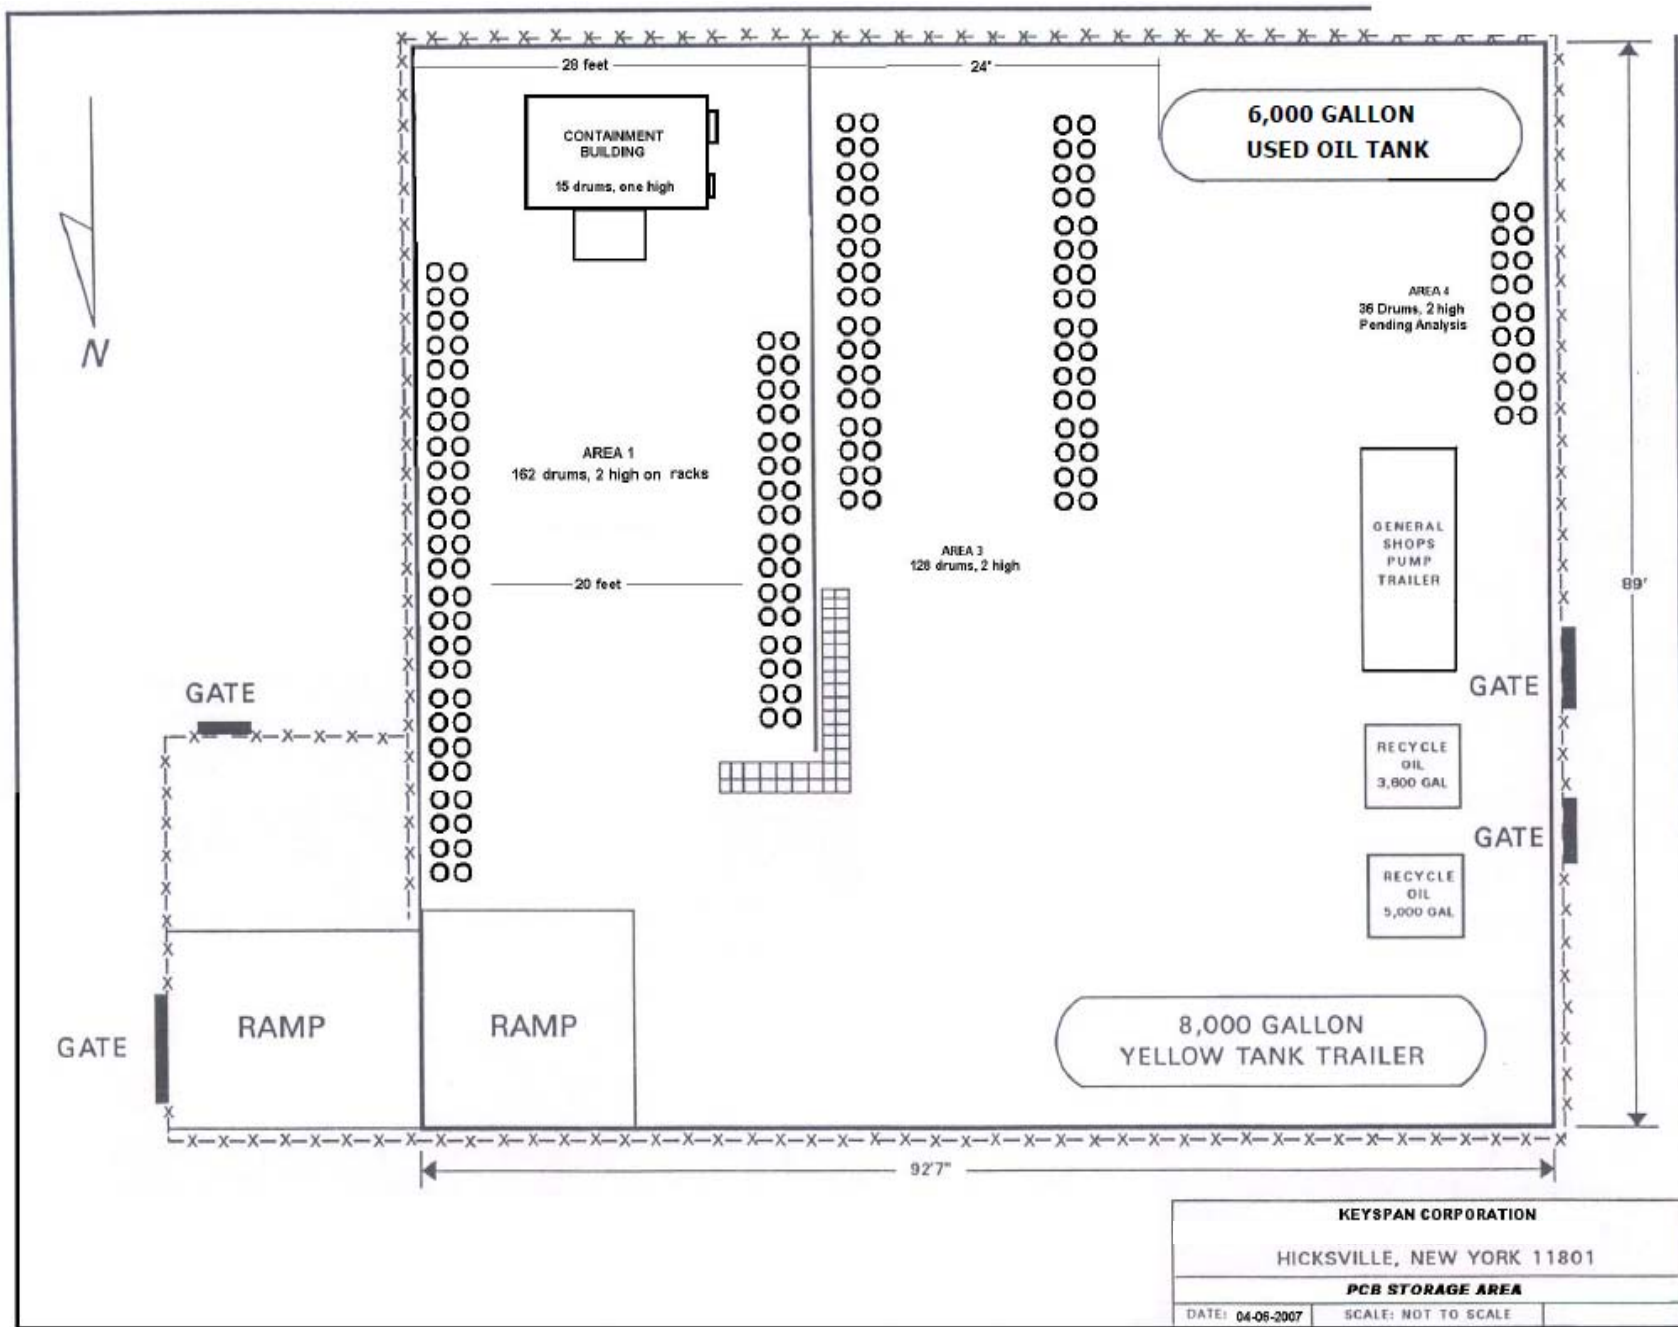 28 feet
24'
CONTAINMENT
BUILDING
15 drums, one high
6,000 GALLON
USED OIL TANK
N
AREA 4
36 Drums, 2 high
Pending Analysis
AREA 1
162 drums, 2 high on racks
AREA 3
128 drums, 2 high
20 feet
GENERAL
SHOPS
PUMP
TRAILER
89'
GATE
GATE
RECYCLE
OIL
3,600 GAL
GATE
RECYCLE
OIL
5,000 GAL
RAMP
RAMP
GATE
8,000 GALLON
YELLOW TANK TRAILER
92'7"
KEYSPAN CORPORATION
HICKSVILLE, NEW YORK 11801
PCB STORAGE AREA
DATE: 04-06-2007 SCALE: NOT TO SCALE